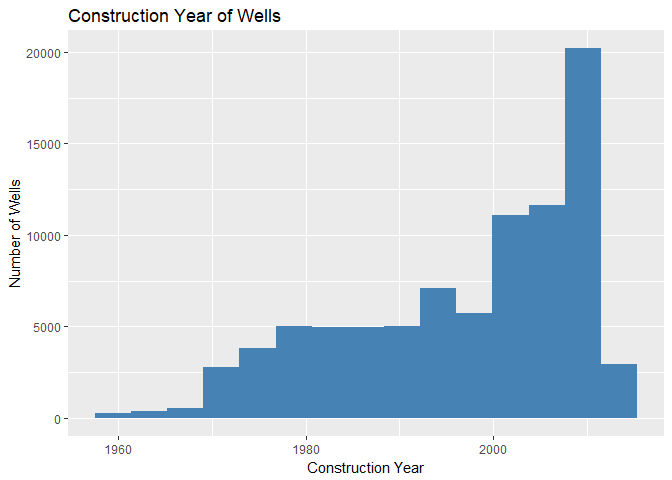 Construction Year of Wells
20000
15000
10000
5000
0
Number of Wells
1960
1980
2000
Construction Year